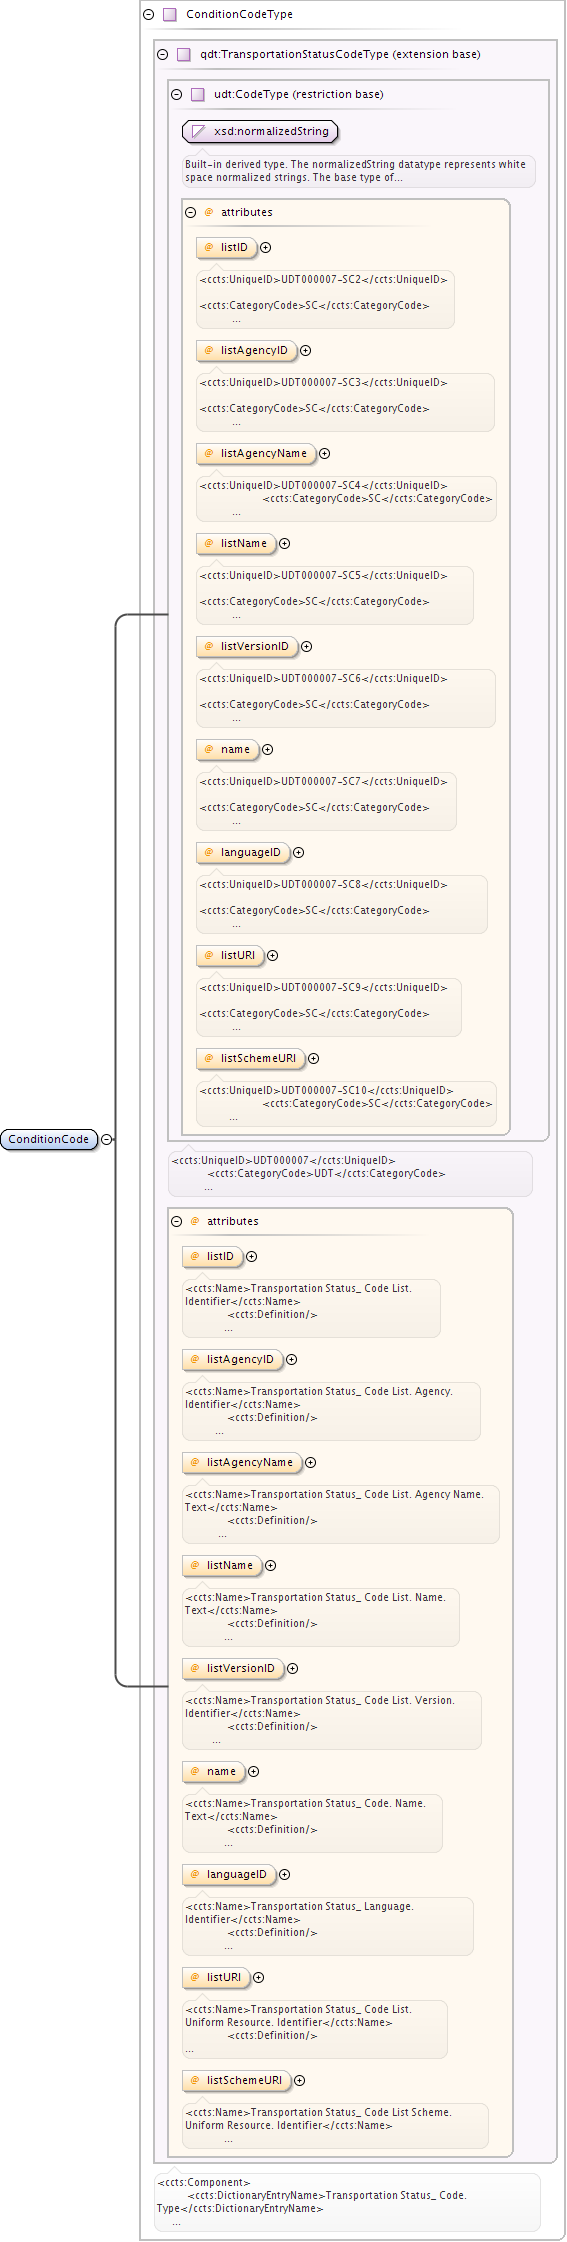 ConditionCodeType
qdt:TransportationStatusCodeType (extension base)
udt:CodeType (restriction base)
xsd:normalizedString
Built-in derived type. The normalizedString datatype represents white
space normalized strings. The base type of...
@ attributes
@ listID
<ccts:UniqueID>UDT000007-SC2</ccts:UniqueID>
<ccts:CategoryCode>SC</ccts:CategoryCode>
...
@ listAgencyID
<ccts:UniqueID>UDT000007-SC3</ccts:UniqueID>
<ccts:CategoryCode>SC</ccts:CategoryCode>
...
@ listAgencyName
<ccts:UniqueID>UDT000007-SC4</ccts:UniqueID>
<ccts:CategoryCode>SC</ccts:CategoryCode>
...
@ listName
<ccts:UniqueID>UDT000007-SC5</ccts:UniqueID>
<ccts:CategoryCode>SC</ccts:CategoryCode>
...
@ listVersionID
<ccts:UniqueID>UDT000007-SC6</ccts:UniqueID>
<ccts:CategoryCode>SC</ccts:CategoryCode>
...
@ name
<ccts:UniqueID>UDT000007-SC7</ccts:UniqueID>
<ccts:CategoryCode>SC</ccts:CategoryCode>
...
@ languageID
<ccts:UniqueID>UDT000007-SC8</ccts:UniqueID>
<ccts:CategoryCode>SC</ccts:CategoryCode>
...
@ listURI
<ccts:UniqueID>UDT000007-SC9</ccts:UniqueID>
<ccts:CategoryCode>SC</ccts:CategoryCode>
...
@ listSchemeURI
<ccts:UniqueID>UDT000007-SC10</ccts:UniqueID>
<ccts:CategoryCode>SC</ccts:CategoryCode>
...
ConditionCode
<ccts:UniqueID>UDT000007</ccts:UniqueID>
<ccts:CategoryCode>UDT</ccts:CategoryCode>
...
@ attributes
@ listID
<ccts:Name>Transportation Status_ Code List.
Identifier</ccts:Name>
<ccts:Definition/>
...
@ listAgencyID
<ccts:Name>Transportation Status_ Code List. Agency.
Identifier</ccts:Name>
<ccts:Definition/>
...
@ listAgencyName
<ccts:Name>Transportation Status_ Code List. Agency Name.
Text</ccts:Name>
<ccts:Definition/>
...
@ listName
<ccts:Name>Transportation Status_ Code List. Name.
Text</ccts:Name>
<ccts:Definition/>
...
@ listVersionID
<ccts:Name>Transportation Status_ Code List. Version.
Identifier</ccts:Name>
<ccts:Definition/>
...
@ name
<ccts:Name>Transportation Status_ Code. Name.
Text</ccts:Name>
<ccts:Definition/>
...
@ languageID
<ccts:Name>Transportation Status_ Language.
Identifier</ccts:Name>
<ccts:Definition/>
...
@ listURI
<ccts:Name>Transportation Status_ Code List.
Uniform Resource. Identifier</ccts:Name>
<ccts:Definition/>
...
@ listSchemeURI
<ccts:Name>Transportation Status_ Code List Scheme.
Uniform Resource. Identifier</ccts:Name>
...
<ccts:Component>
<ccts:DictionaryEntryName>Transportation Status_ Code.
Type</ccts:DictionaryEntryName>
...